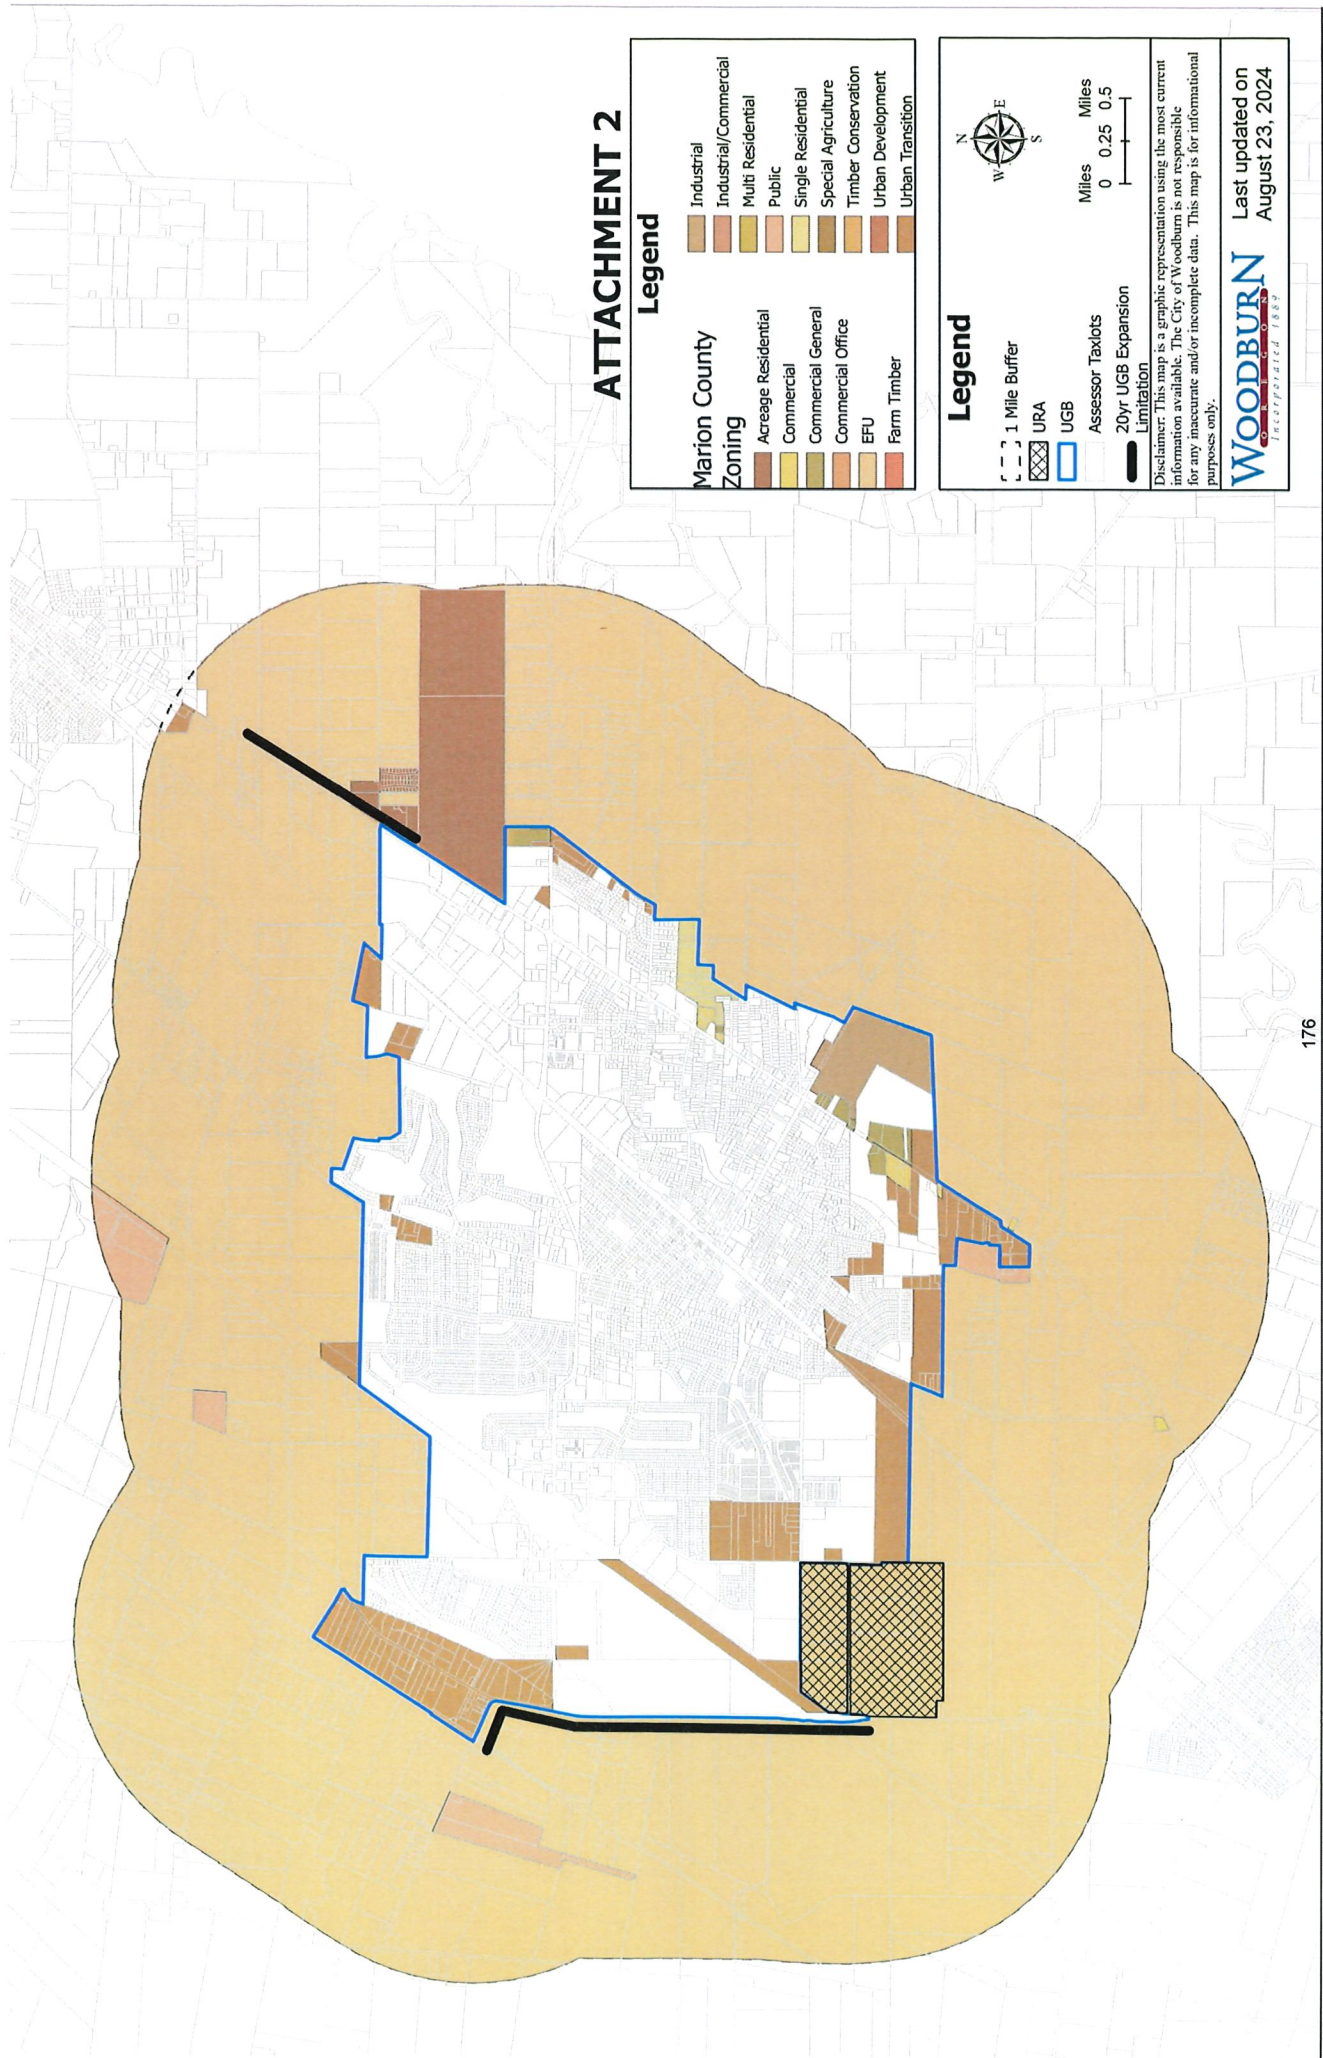 ATTACHMENT 2
Legend
Marion County
Zoning
Acreage Residential
Commercial
Commercial General
Commercial Office
EFU
Farm Timber
Industrial
Industrial/Commercial
Multi Residential
Public
Single Residential
Special Agriculture
Timber Conservation
Urban Development
Urban Transition
Legend
1 Mile Buffer
URA
UGB
Assessor Taxlots
20yr UGB Expansion
Limitation
N
W
E
S
Miles
Miles
0
0.25
0.5
Disclaimer: This map is a graphic representation using the most current
information available. The City of Woodburn is not responsible
for any inaccurate and/or incomplete data. This map is for informational
purposes only.
WOODBURN
OREGON
Incorporated 1889
Last updated on
August 23, 2024
176